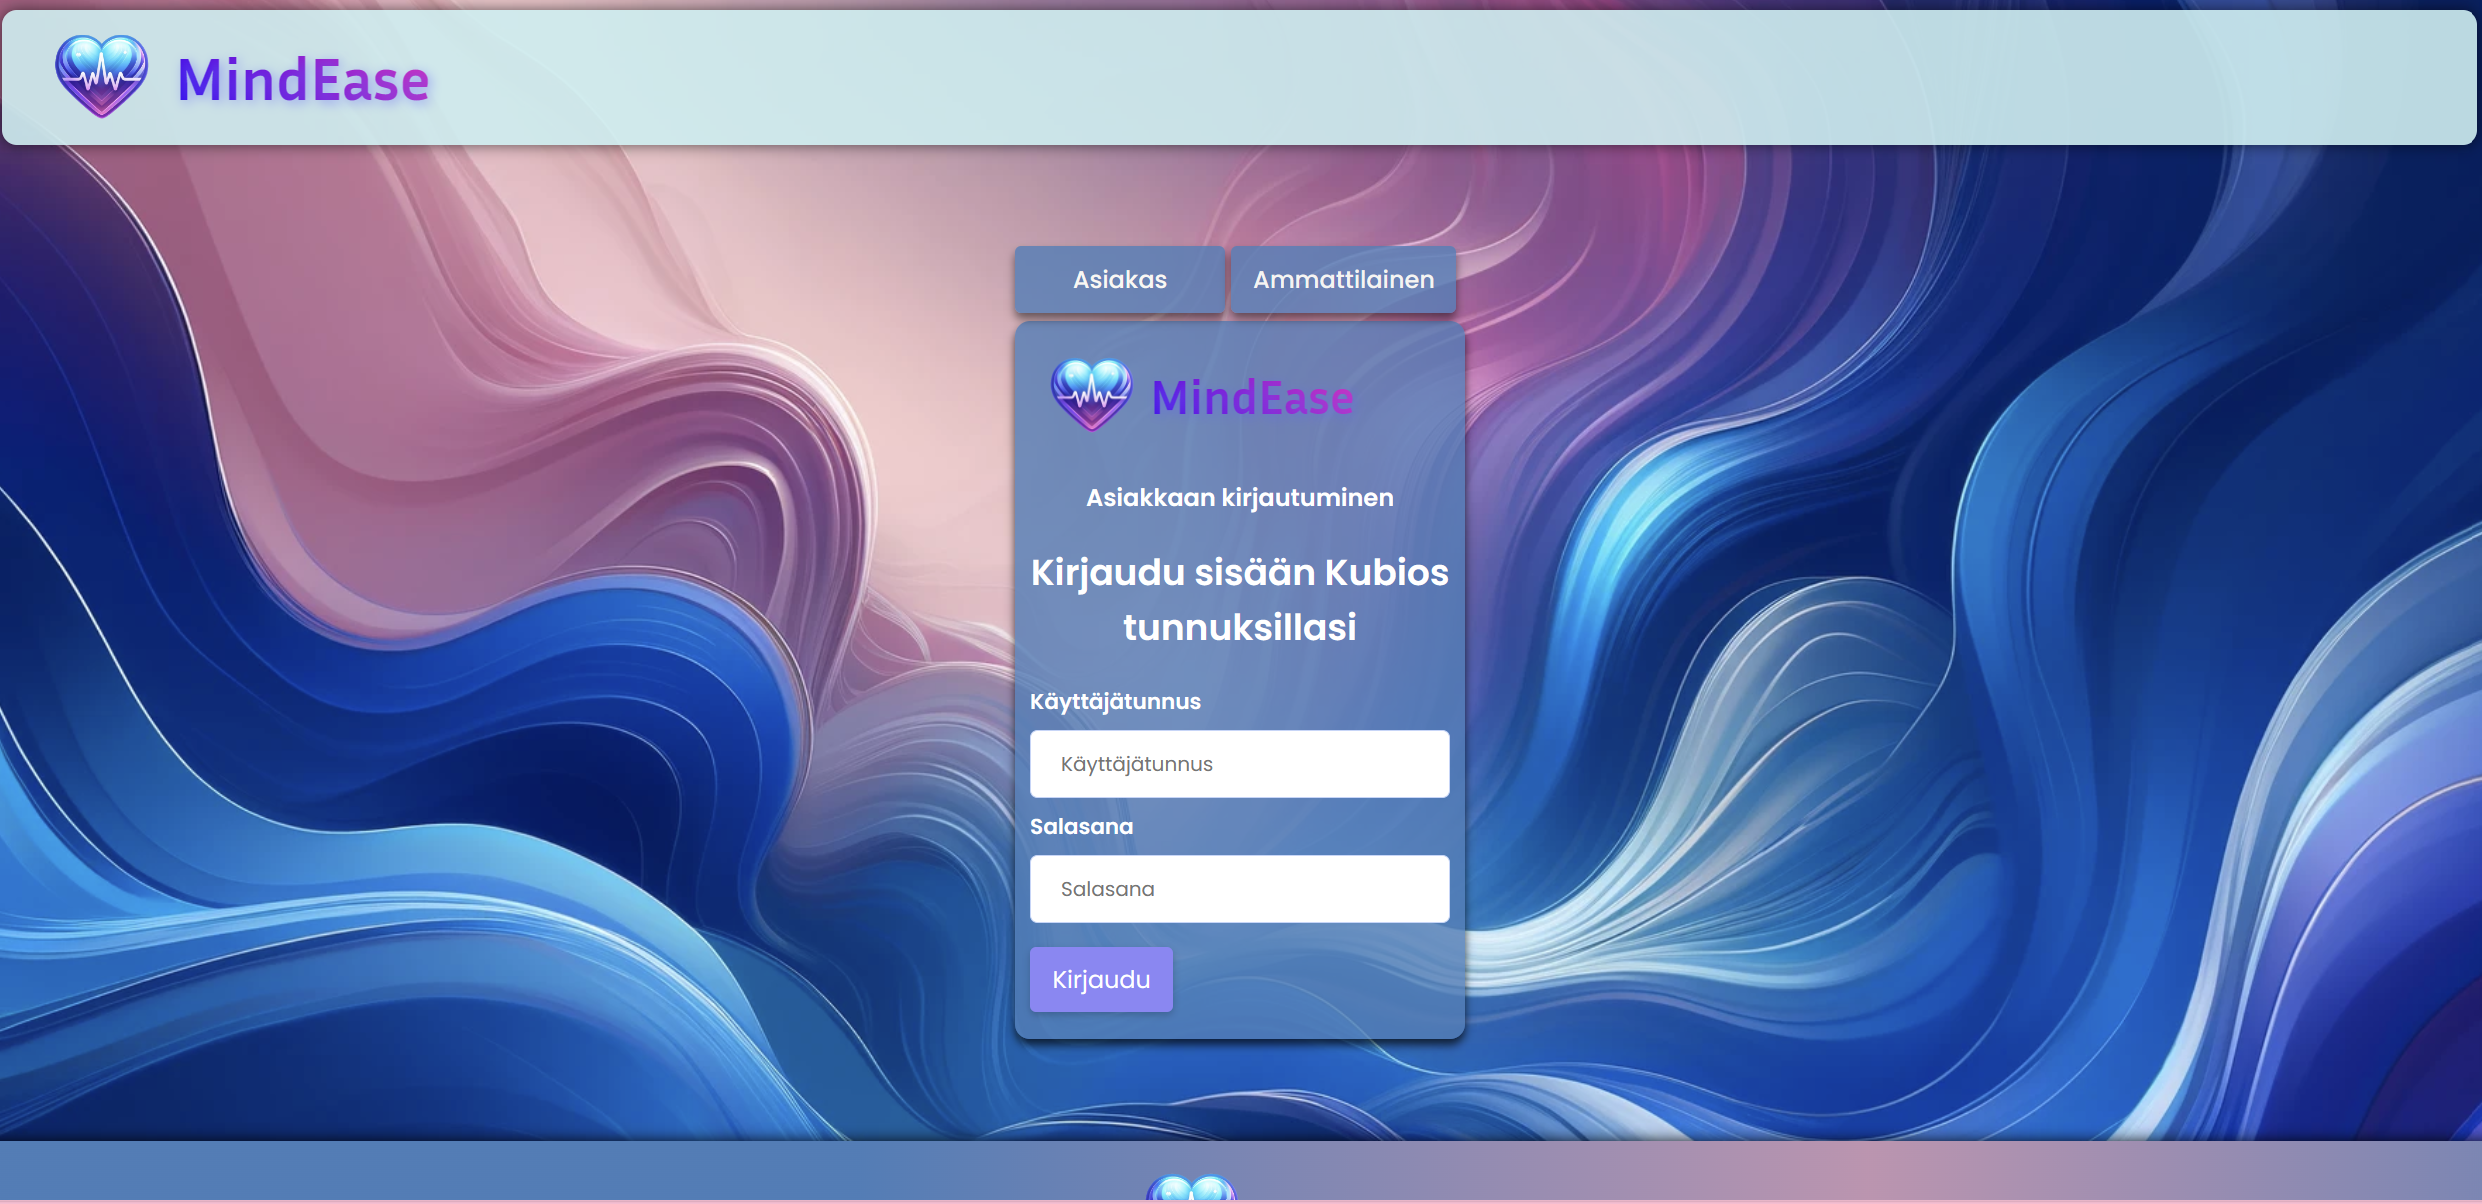 MindEase
Asiakas
Ammattilainen
MindEase
Asiakkaan kirjautuminen
Kirjaudu sisään Kubios
tunnuksillasi
Käyttäjätunnus
Käyttäjätunnus
Salasana
Salasana
Kirjaudu